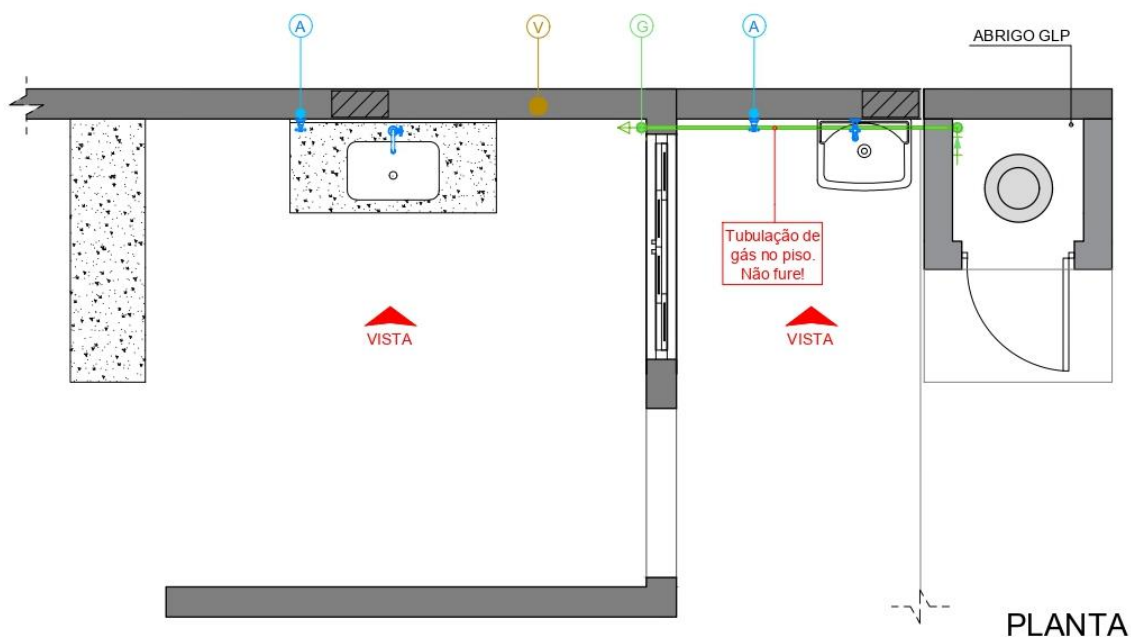 A
V
G
A
ABRIGO GLP
Tubulação de
gás no piso.
Não fure!
VISTA
VISTA
PLANTA